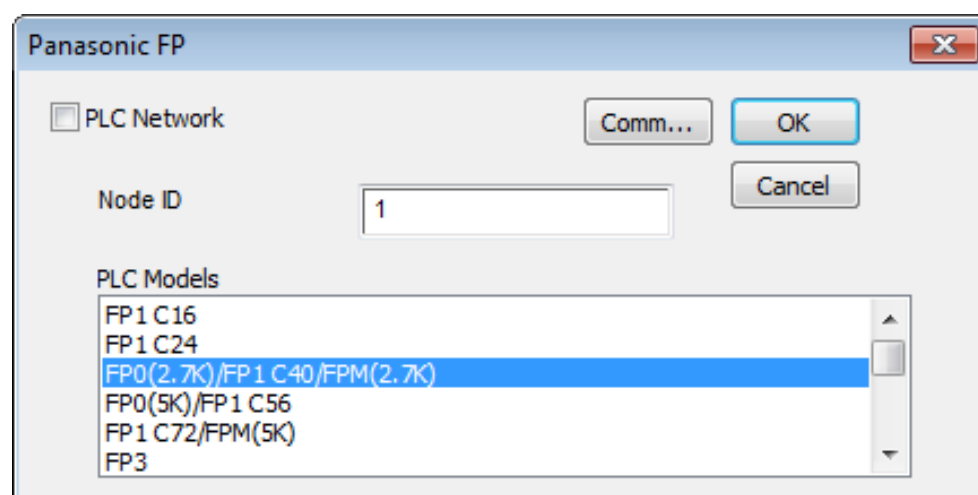 Panasonic FP
PLC Network
Comm...
OK
Cancel
Node ID
1
PLC Models
FP1 C16
FP1 C24
FP0(2.7K)/FP1 C40/FPM(2.7K)
FP0(5K)/FP1 C56
FP1 C72/FPM(5K)
FP3